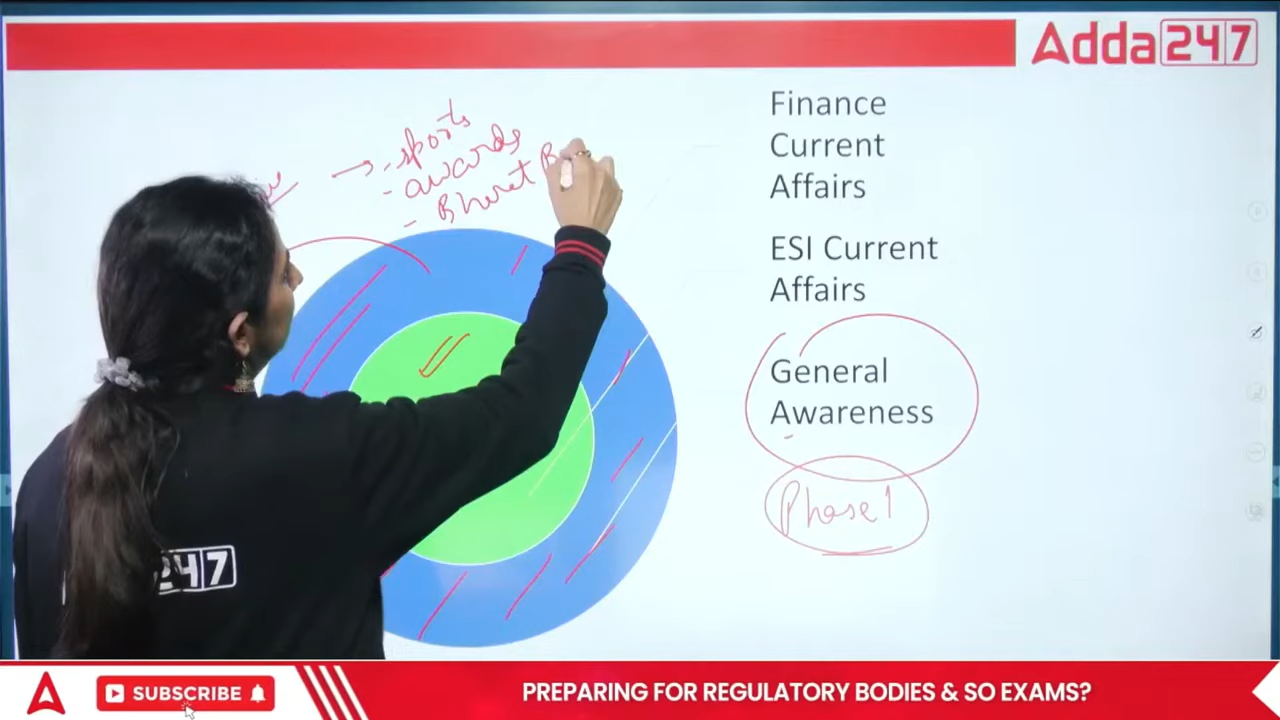 Adda247
Finance
Current
Affairs
ESI Current
Affairs
General
Awareness
Phase 1
- sports
- awards
- Bharat
247
SUBSCRIBE
PREPARING FOR REGULATORY BODIES & SO EXAMS?